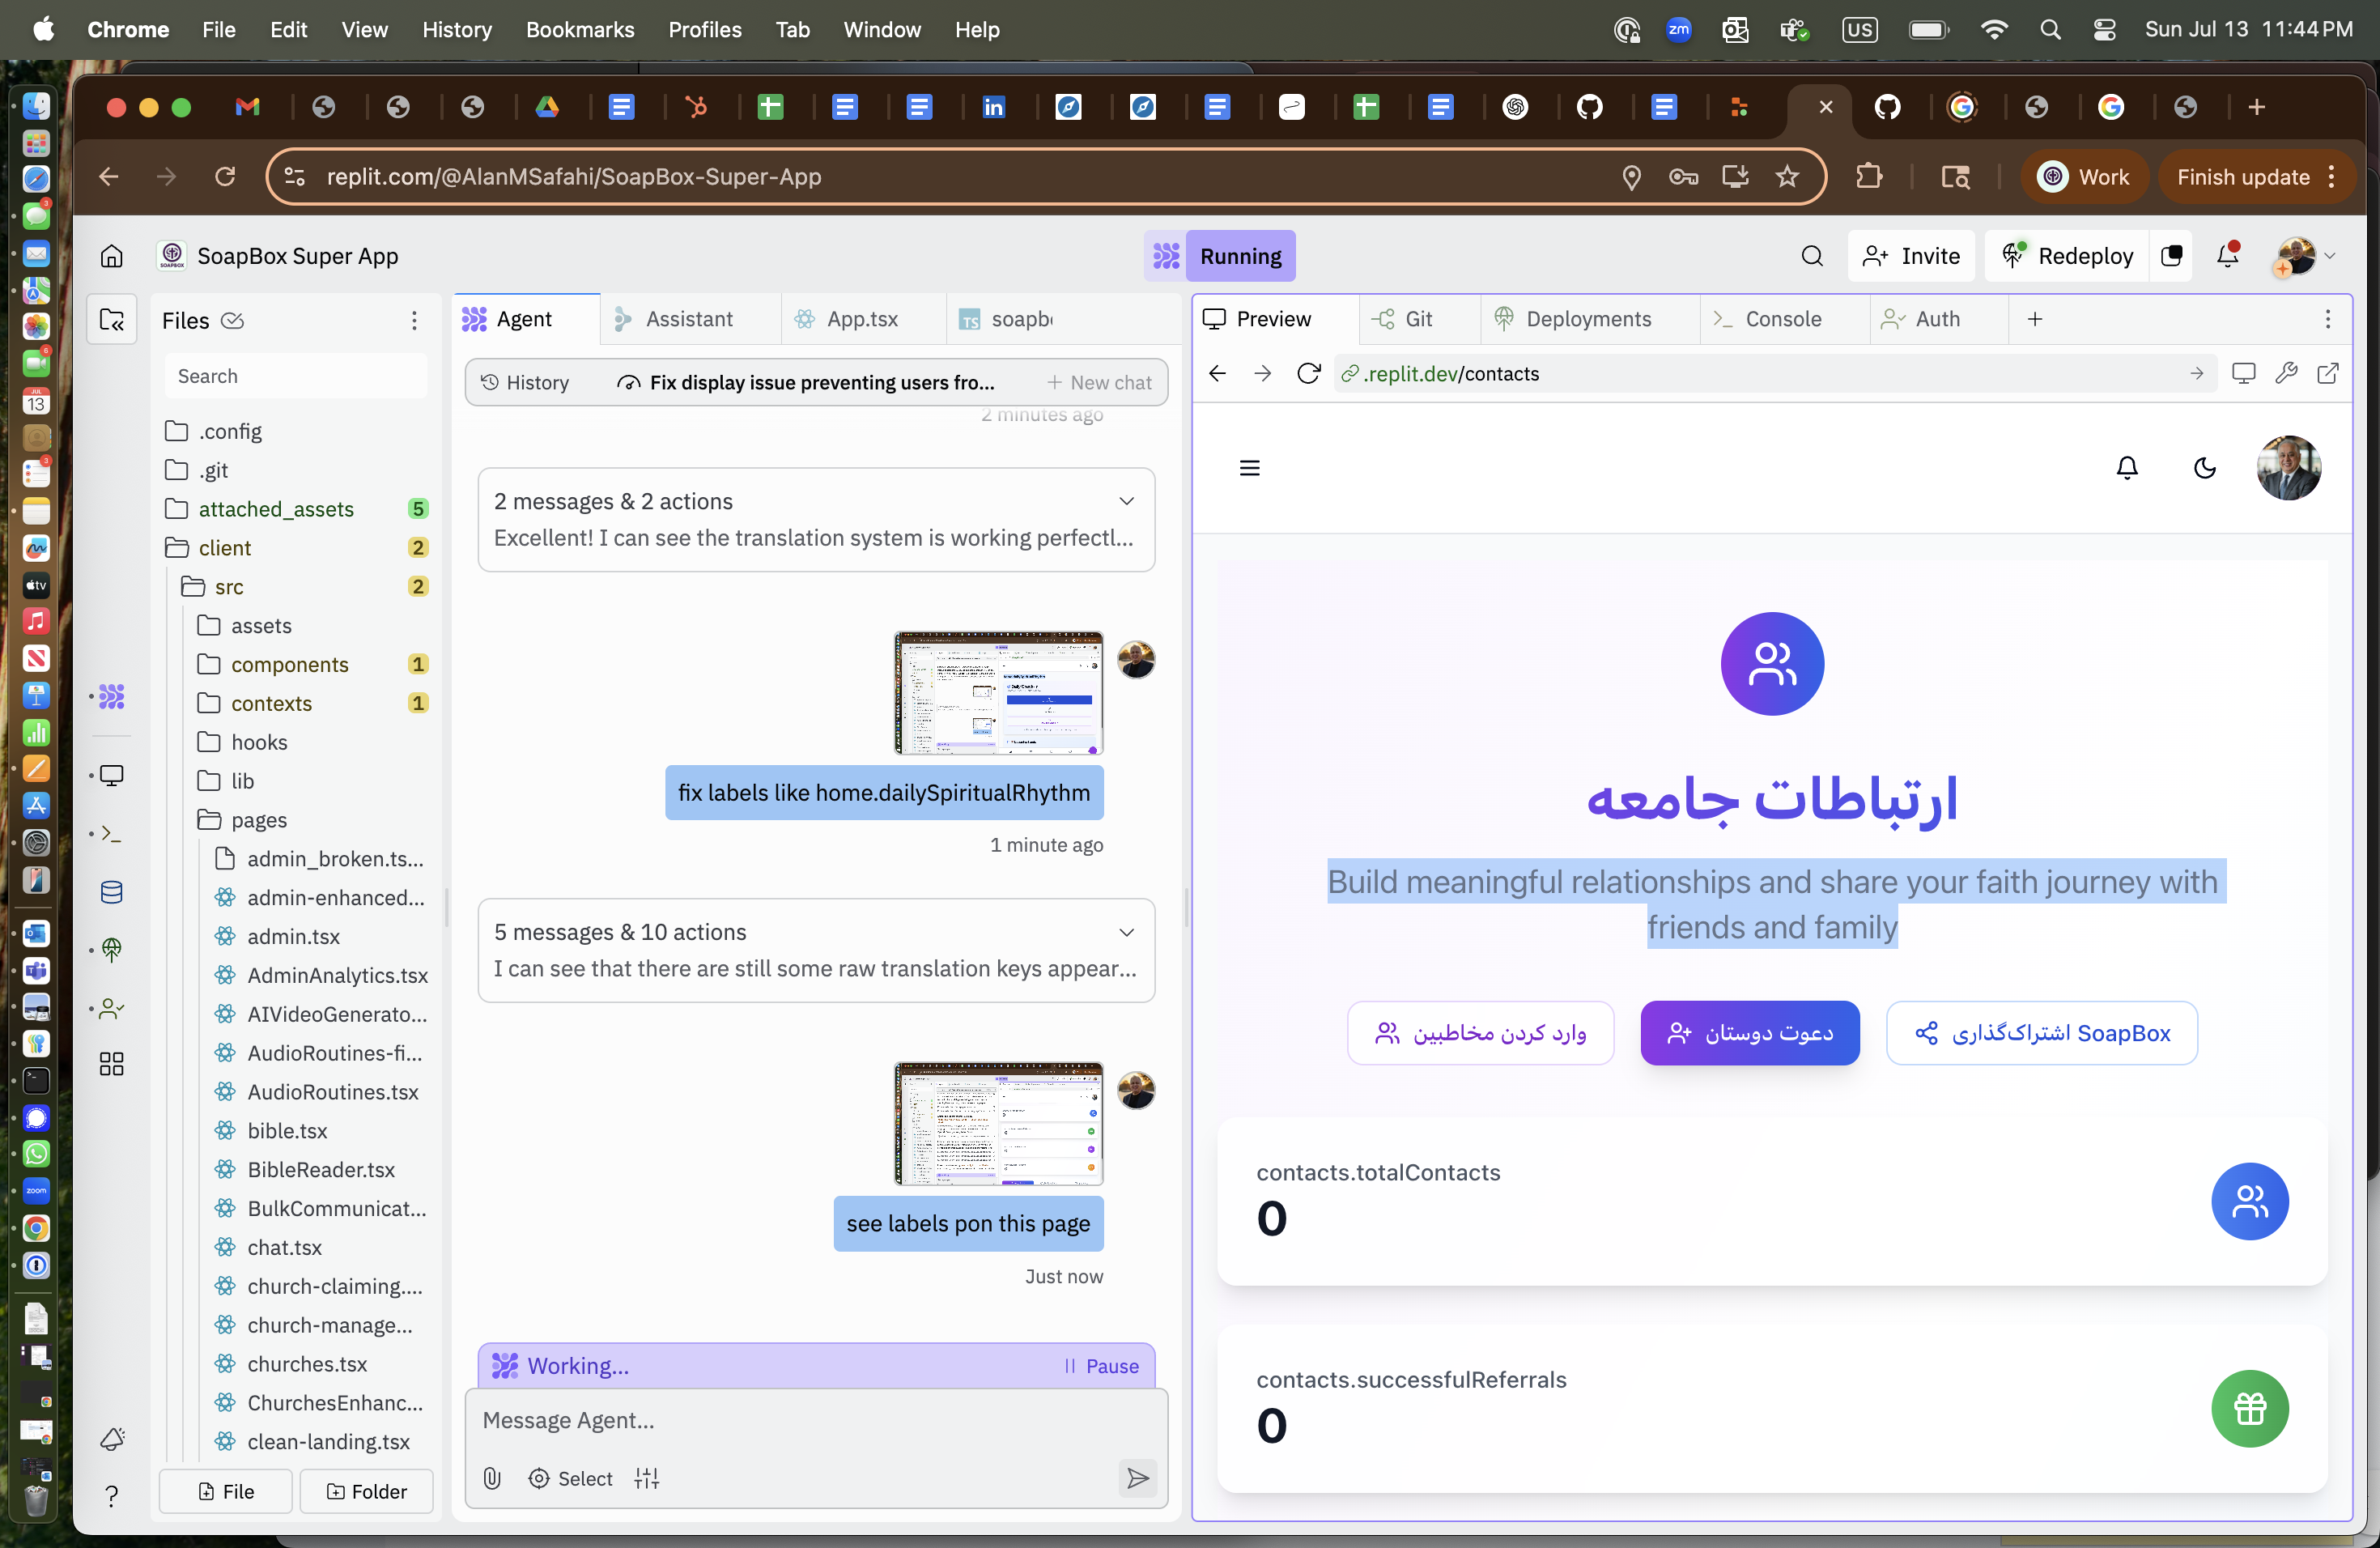 Chrome File Edit View History Bookmarks Profiles Tab Window Help
zm
US
Sun Jul 13 11:44 PM
replit.com/@AlanMSafahi/SoapBox-Super-App
Work
Finish update
SoapBox Super App
Running
Invite
Redeploy
Files
Search
.config
.git
attached_assets 5
client 2
src 2
assets
components 1
contexts 1
hooks
lib
pages
admin_broken.ts...
admin-enhanced...
admin.tsx
AdminAnalytics.tsx
AIVideoGenerato...
AudioRoutines-fi...
AudioRoutines.tsx
bible.tsx
BibleReader.tsx
BulkCommunicat...
chat.tsx
church-claiming....
church-manage...
churches.tsx
ChurchesEnhanc...
clean-landing.tsx
File
Folder
Agent
Assistant
App.tsx
TS
History
Fix display issue preventing users fro...
New chat
2 minutes ago
2 messages & 2 actions
Excellent! I can see the translation system is working perfectl...
fix labels like home.dailySpiritualRhythm
1 minute ago
5 messages & 10 actions
I can see that there are still some raw translation keys appear...
see labels pon this page
Just now
Working...
Pause
Message Agent...
Select
Preview
Git
Deployments
Console
Auth
.replit.dev/contacts
ارتباطات جامعه
Build meaningful relationships and share your faith journey with
friends and family
وارد کردن مخاطبین
دعوت دوستان
اشتراک‌گذاری SoapBox
contacts.totalContacts
0
contacts.successfulReferrals
0